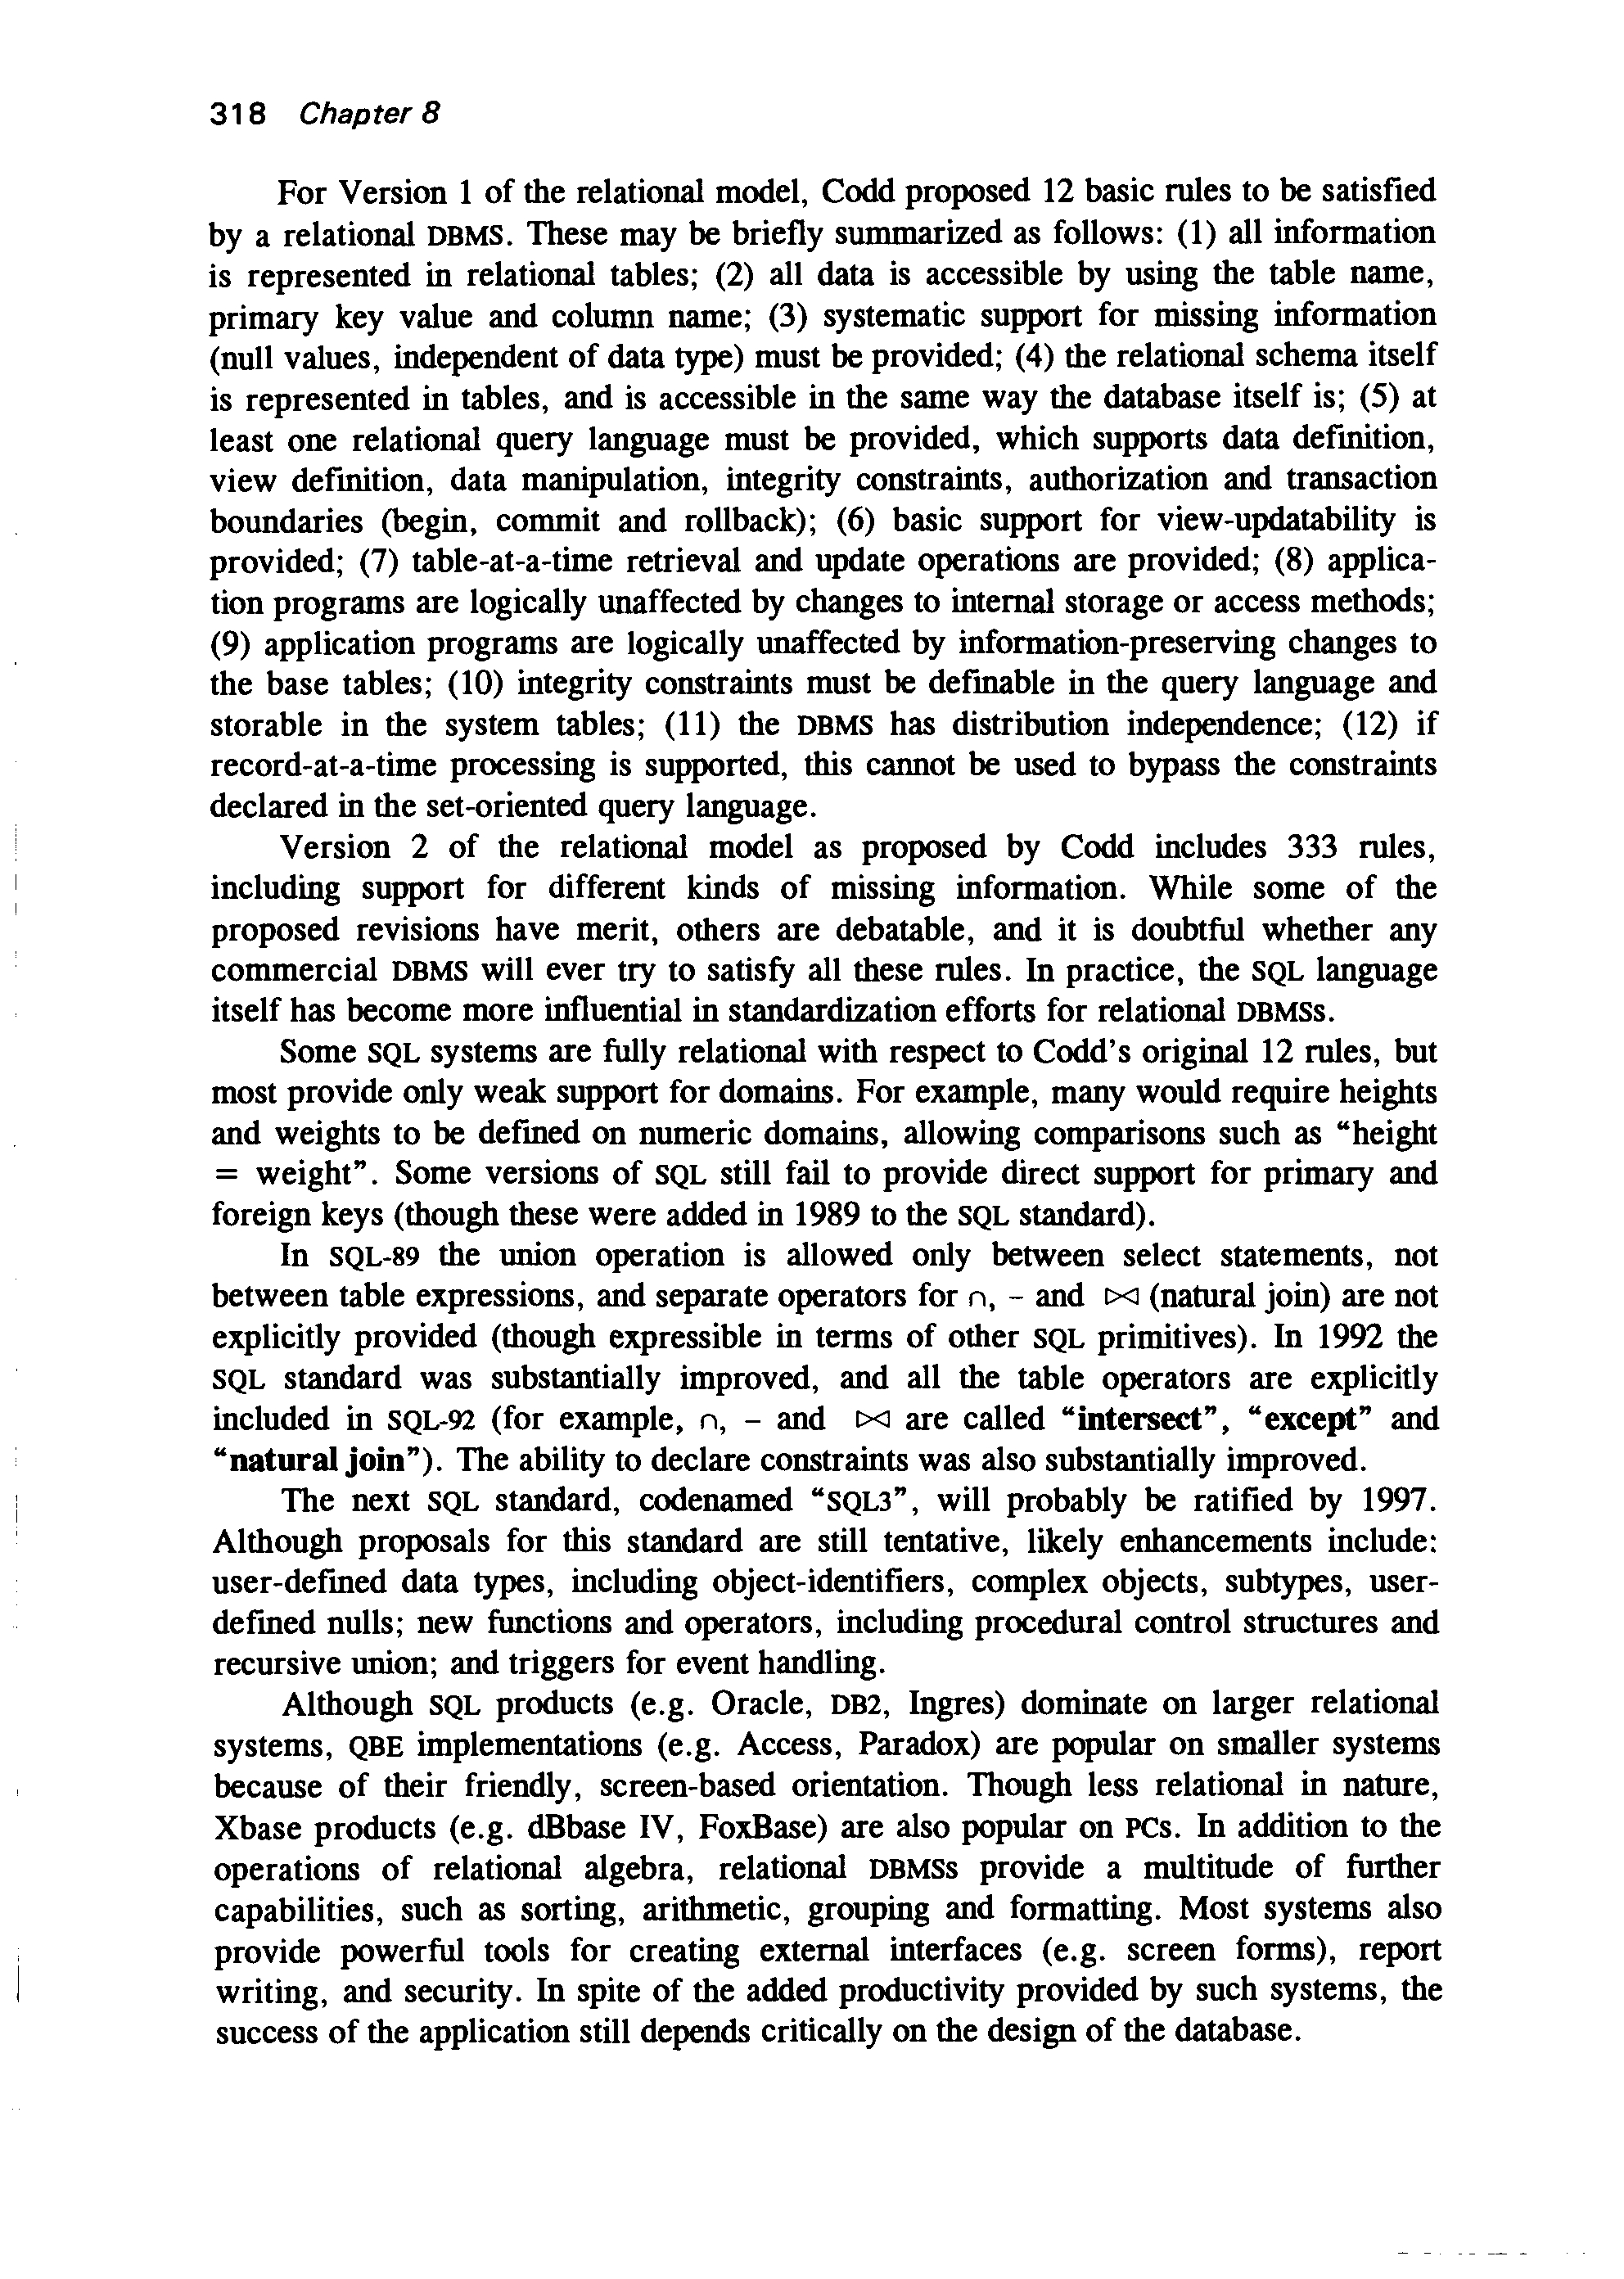 318 Chapter 8
For Version 1 of the relational model, Codd proposed 12 basic rules to be satisfied
by a relational DBMS. These may be briefly summarized as follows: (1) all information
is represented in relational tables; (2) all data is accessible by using the table name,
primary key value and column name; (3) systematic support for missing information
(null values, independent of data type) must be provided; (4) the relational schema itself
is represented in tables, and is accessible in the same way the database itself is; (5) at
least one relational query language must be provided, which supports data definition,
view definition, data manipulation, integrity constraints, authorization and transaction
boundaries (begin, commit and rollback); (6) basic support for view-updatability is
provided; (7) table-at-a-time retrieval and update operations are provided; (8) applica-
tion programs are logically unaffected by changes to internal storage or access methods;
(9) application programs are logically unaffected by information-preserving changes to
the base tables; (10) integrity constraints must be definable in the query language and
storable in the system tables; (11) the DBMS has distribution independence; (12) if
record-at-a-time processing is supported, this cannot be used to bypass the constraints
declared in the set-oriented query language.
Version 2 of the relational model as proposed by Codd includes 333 rules,
including support for different kinds of missing information. While some of the
proposed revisions have merit, others are debatable, and it is doubtful whether any
commercial DBMS will ever try to satisfy all these rules. In practice, the SQL language
itself has become more influential in standardization efforts for relational DBMSs.
Some SQL systems are fully relational with respect to Codd's original 12 rules, but
most provide only weak support for domains. For example, many would require heights
and weights to be defined on numeric domains, allowing comparisons such as "height
= weight". Some versions of SQL still fail to provide direct support for primary and
foreign keys (though these were added in 1989 to the SQL standard).
In SQL-89 the union operation is allowed only between select statements, not
between table expressions, and separate operators for ∩, - and ⋈ (natural join) are not
explicitly provided (though expressible in terms of other SQL primitives). In 1992 the
SQL standard was substantially improved, and all the table operators are explicitly
included in SQL-92 (for example, ∩, - and ⋈ are called "intersect", "except" and
"natural join"). The ability to declare constraints was also substantially improved.
The next SQL standard, codenamed "SQL3", will probably be ratified by 1997.
Although proposals for this standard are still tentative, likely enhancements include:
user-defined data types, including object-identifiers, complex objects, subtypes, user-
defined nulls; new functions and operators, including procedural control structures and
recursive union; and triggers for event handling.
Although SQL products (e.g. Oracle, DB2, Ingres) dominate on larger relational
systems, QBE implementations (e.g. Access, Paradox) are popular on smaller systems
because of their friendly, screen-based orientation. Though less relational in nature,
Xbase products (e.g. dBbase IV, FoxBase) are also popular on PCs. In addition to the
operations of relational algebra, relational DBMSs provide a multitude of further
capabilities, such as sorting, arithmetic, grouping and formatting. Most systems also
provide powerful tools for creating external interfaces (e.g. screen forms), report
writing, and security. In spite of the added productivity provided by such systems, the
success of the application still depends critically on the design of the database.